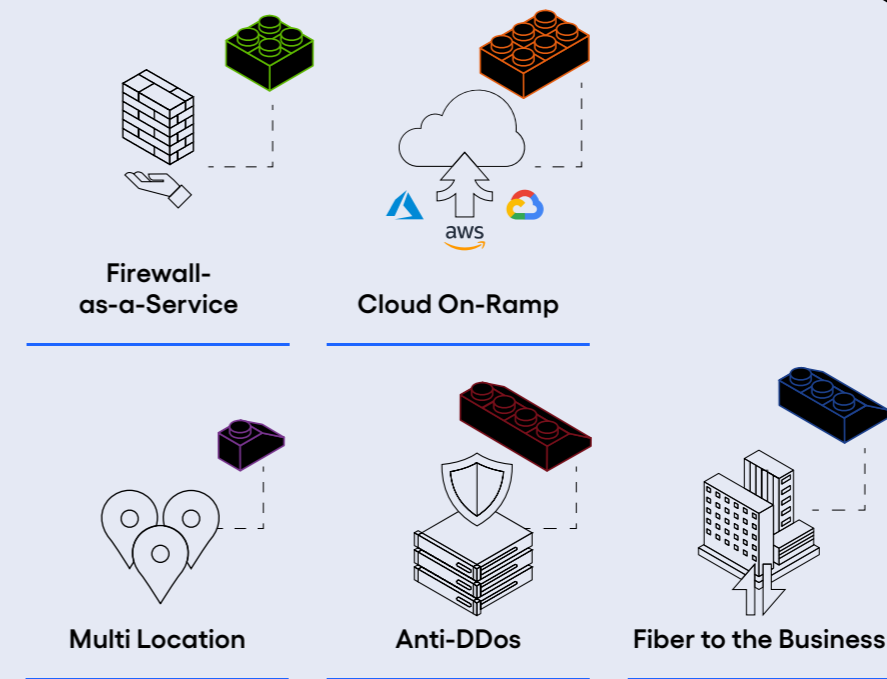 aws
Firewall-
as-a-Service
Cloud On-Ramp
Multi Location
Anti-DDos
Fiber to the Business